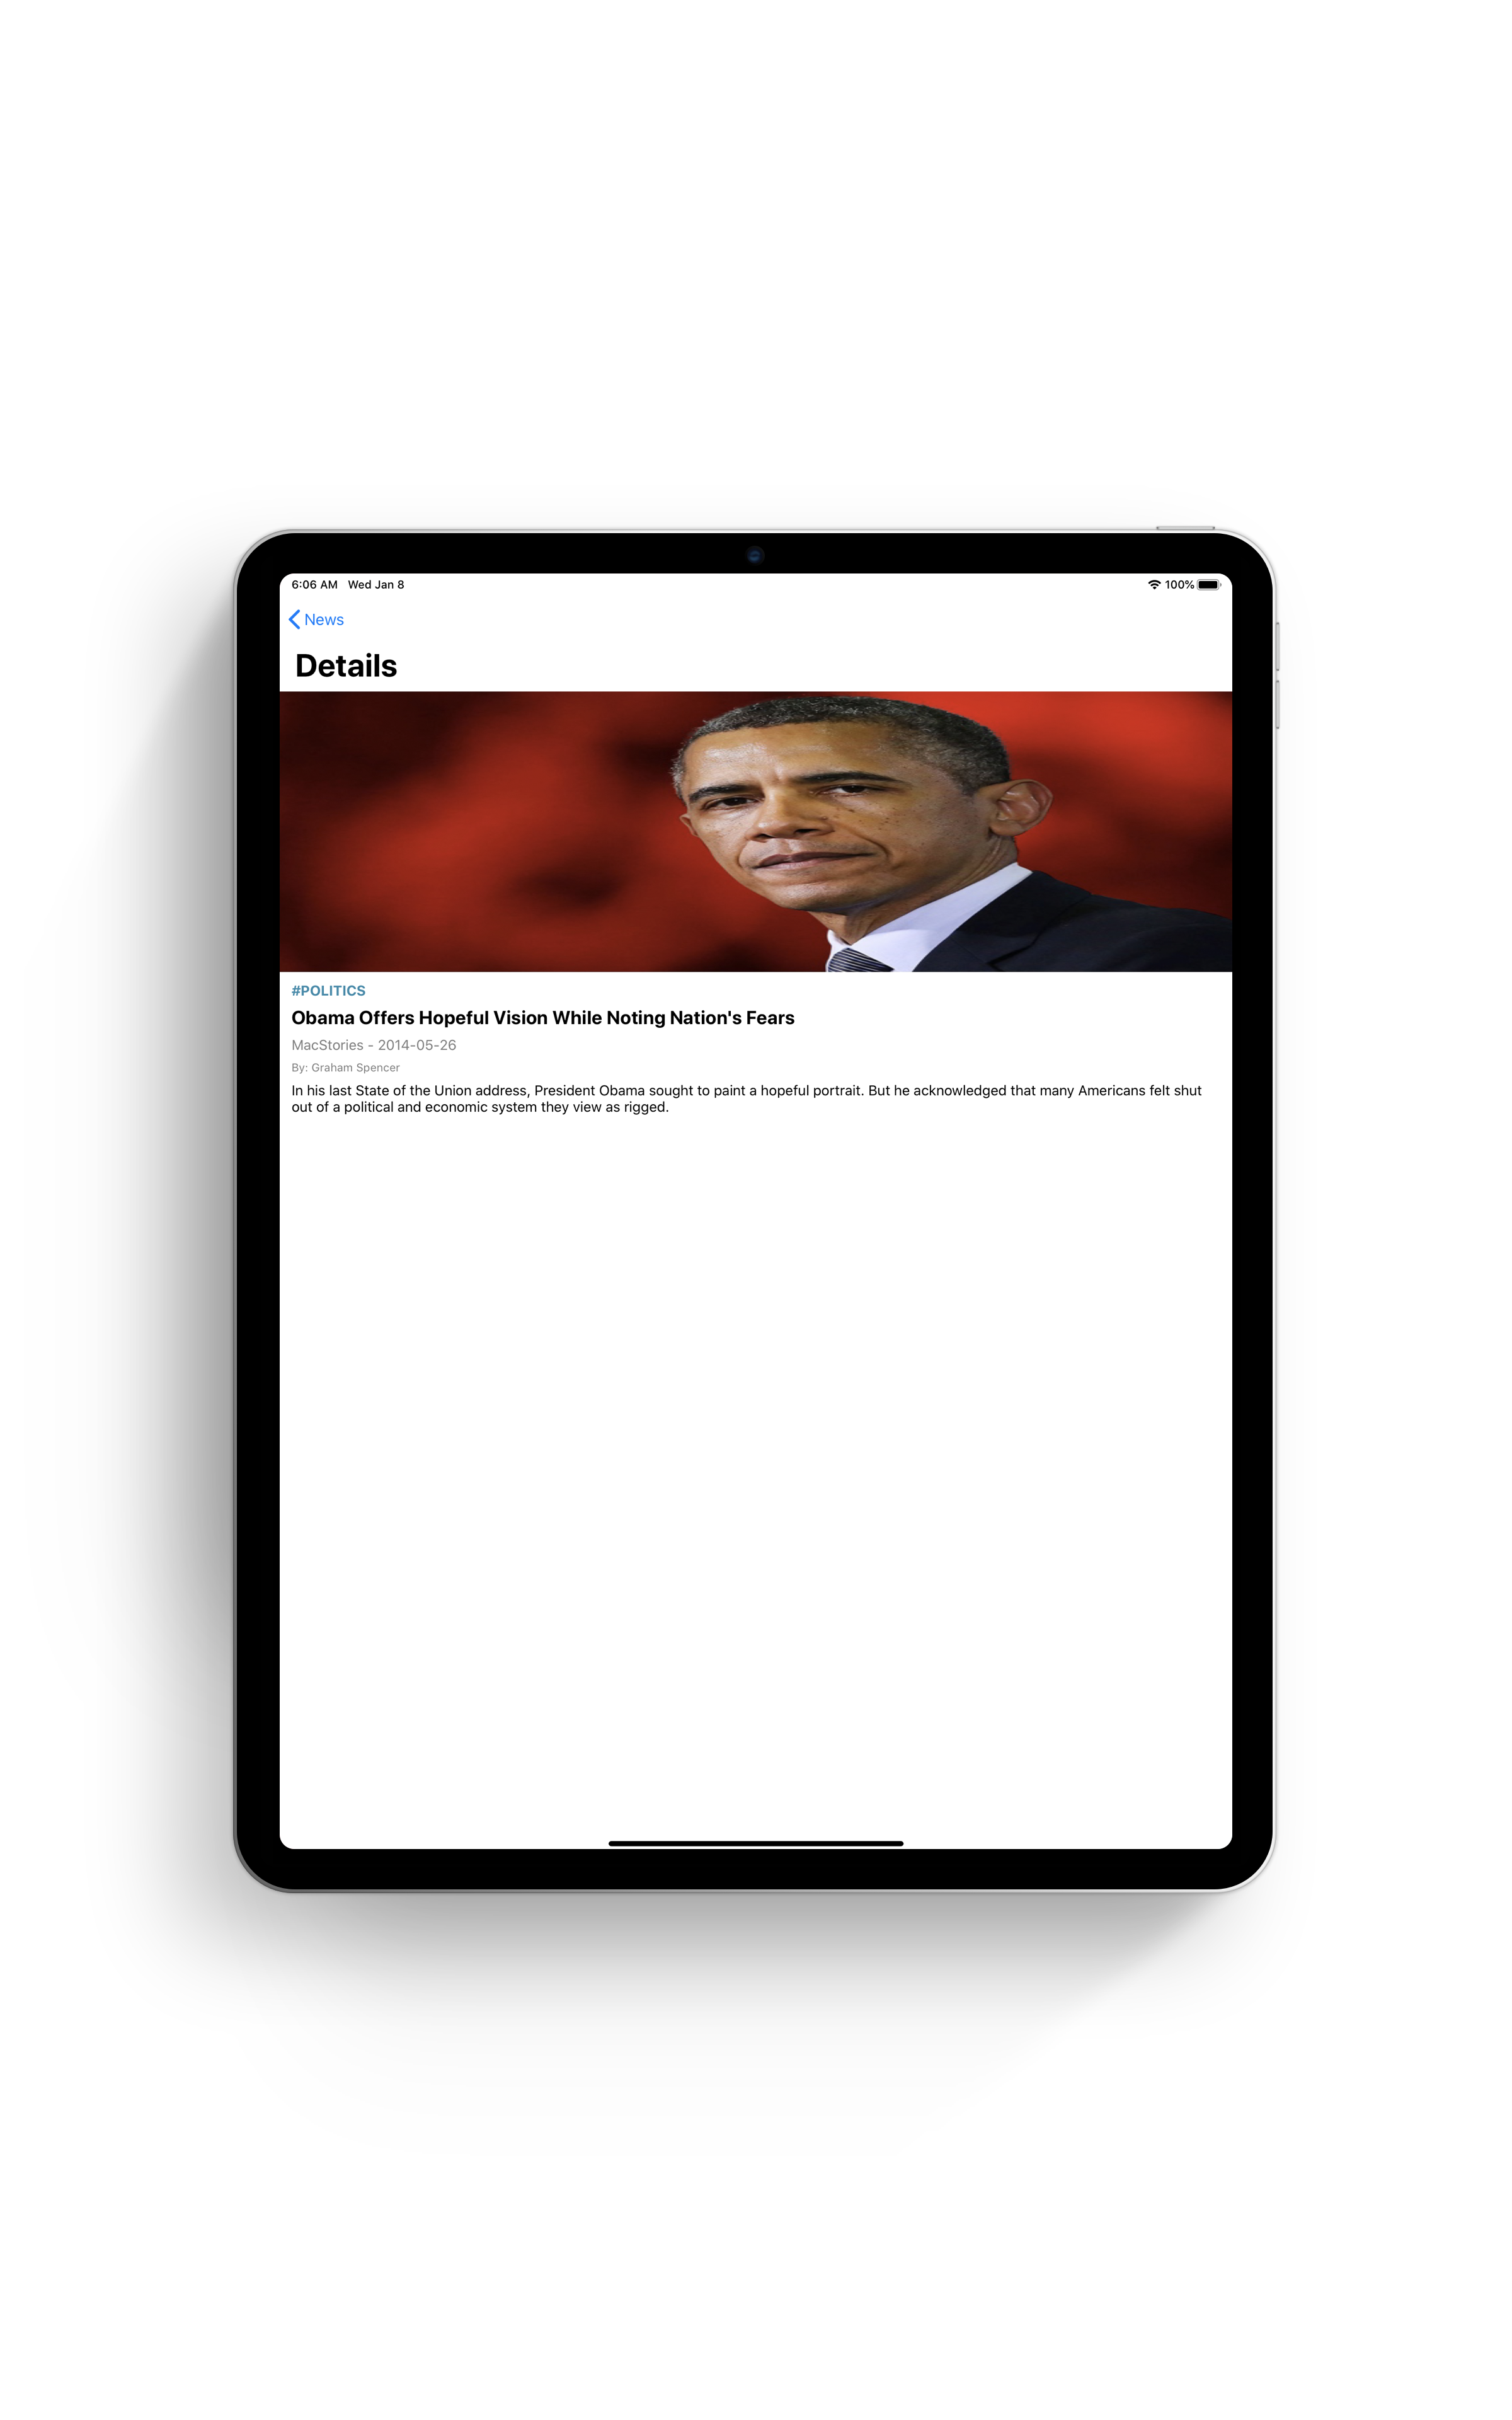 6:06 AM Wed Jan 8
100%
News
Details
#POLITICS
Obama Offers Hopeful Vision While Noting Nation's Fears
MacStories - 2014-05-26
By: Graham Spencer
In his last State of the Union address, President Obama sought to paint a hopeful portrait. But he acknowledged that many Americans felt shut
out of a political and economic system they view as rigged.